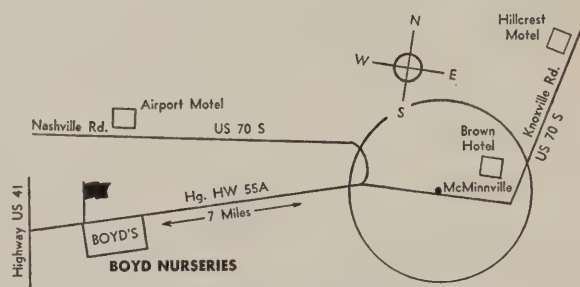 N
Hillcrest
Motel
W
E
S
Knoxville Rd.
US 70 S
Airport Motel
Nashville Rd.
US 70 S
Brown
Hotel
McMinnville
Hg. HW 55A
7 Miles
Highway US 41
BOYD'S
BOYD NURSERIES